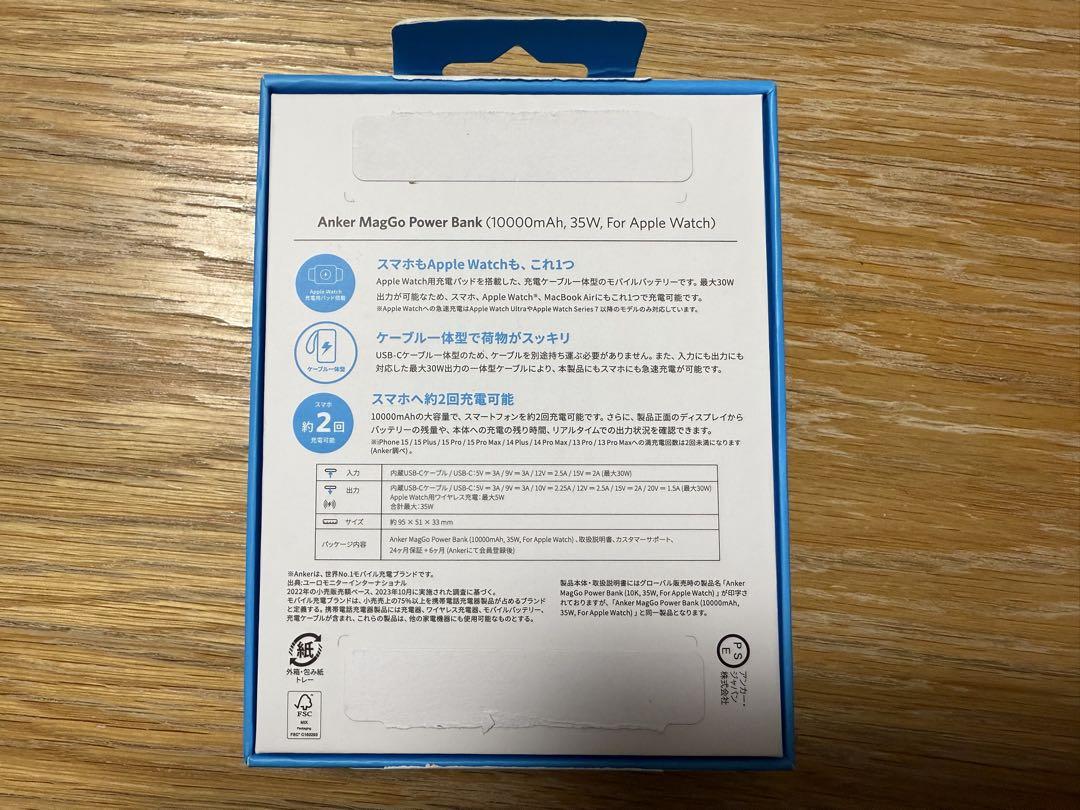 Anker MagGo Power Bank (10000mAh, 35W, For Apple Watch)
Apple Watch
充電用パッド搭載
スマホもApple Watchも、これ1つ
Apple Watch用充電パッドを搭載した、充電ケーブル一体型のモバイルバッテリーです。最大30W
出力が可能なため、スマホ、Apple Watch※、MacBook Airにもこれ1つで充電可能です。
※Apple Watchへの急速充電はApple Watch UltraやApple Watch Series 7 以降のモデルのみ対応しています。
ケーブル一体型
ケーブル一体型で荷物がスッキリ
USB-Cケーブル一体型のため、ケーブルを別途持ち運ぶ必要がありません。また、入力にも出力にも
対応した最大30W出力の一体型ケーブルにより、本製品にもスマホにも急速充電が可能です。
スマホ
約2回
充電可能
スマホへ約2回充電可能
10000mAhの大容量で、スマートフォンを約2回充電可能です。さらに、製品正面のディスプレイから
バッテリーの残量や、本体への充電の残り時間、リアルタイムでの出力状況を確認できます。
※iPhone 15 / 15 Plus / 15 Pro / 15 Pro Max / 14 Plus / 14 Pro Max / 13 Pro / 13 Pro Maxへの満充電回数は2回未満になります
(Anker調べ) 。
入力 内蔵USB-Cケーブル / USB-C：5V ⎓ 3A / 9V ⎓ 3A / 12V ⎓ 2.5A / 15V ⎓ 2A (最大30W)
出力 内蔵USB-Cケーブル / USB-C：5V ⎓ 3A / 9V ⎓ 3A / 10V ⎓ 2.25A / 12V ⎓ 2.5A / 15V ⎓ 2A / 20V ⎓ 1.5A (最大30W)
Apple Watch用ワイヤレス充電：最大5W
合計最大：35W
サイズ 約 95 × 51 × 33 mm
パッケージ内容 Anker MagGo Power Bank (10000mAh, 35W, For Apple Watch) 、取扱説明書、カスタマーサポート、
24ヶ月保証 + 6ヶ月 (Ankerにて会員登録後)
※Ankerは、世界No.1モバイル充電ブランドです。
出典：ユーロモニターインターナショナル
2022年の小売販売額ベース、2023年10月に実施された調査に基づく。
モバイル充電ブランドは、小売売上の75%以上を携帯電話充電器製品が占めるブランド
と定義する。携帯電話充電器製品には充電器、ワイヤレス充電器、モバイルバッテリー、
充電ケーブルが含まれ、これらの製品は、他の家電機器にも使用可能なものとする。
製品本体・取扱説明書にはグローバル販売時の製品名「Anker
MagGo Power Bank (10K, 35W, For Apple Watch) 」が印字さ
れておりますが、「Anker MagGo Power Bank (10000mAh,
35W, For Apple Watch) 」と同一製品となります。
紙
外箱・包み紙
トレー
FSC
MIX
Packaging
FSC® C160293
PSE
アンカー・
ジャパン
株式会社